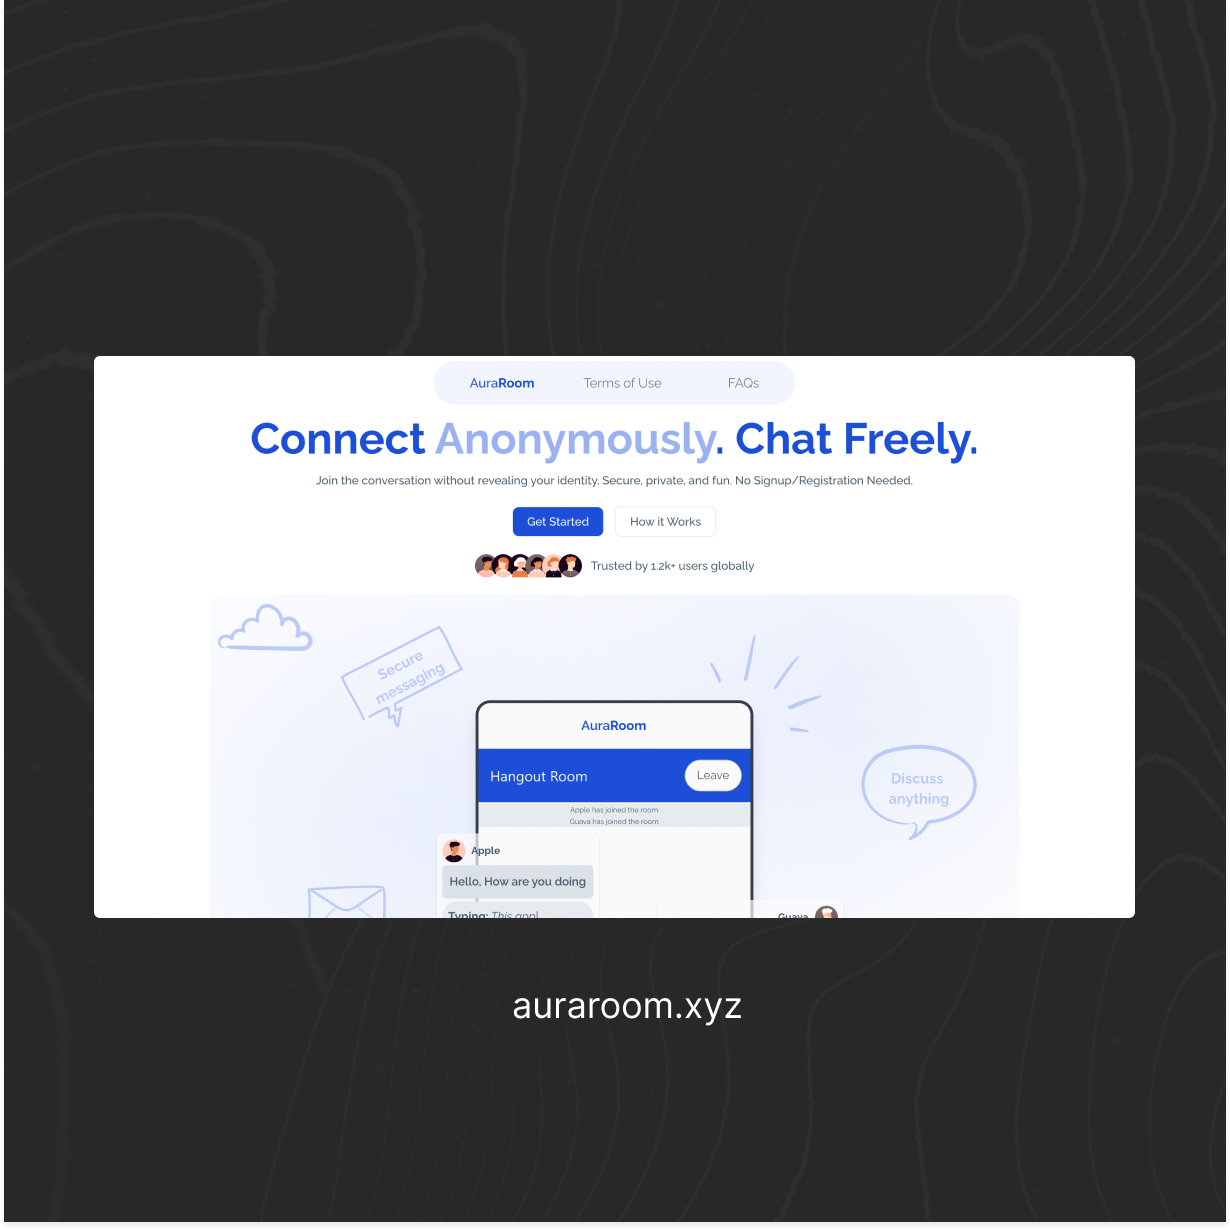 AuraRoom
Terms of Use
FAQs
Connect Anonymously. Chat Freely.
Join the conversation without revealing your identity. Secure, private, and fun. No Signup/Registration Needed.
Get Started
How it Works
Trusted by 1.2k+ users globally
Secure
messaging
AuraRoom
Hangout Room
Leave
Discuss
anything
Apple has joined the room
Guava has joined the room
Apple
Hello, How are you doing
Typing: This appl
Guava
auraroom.xyz